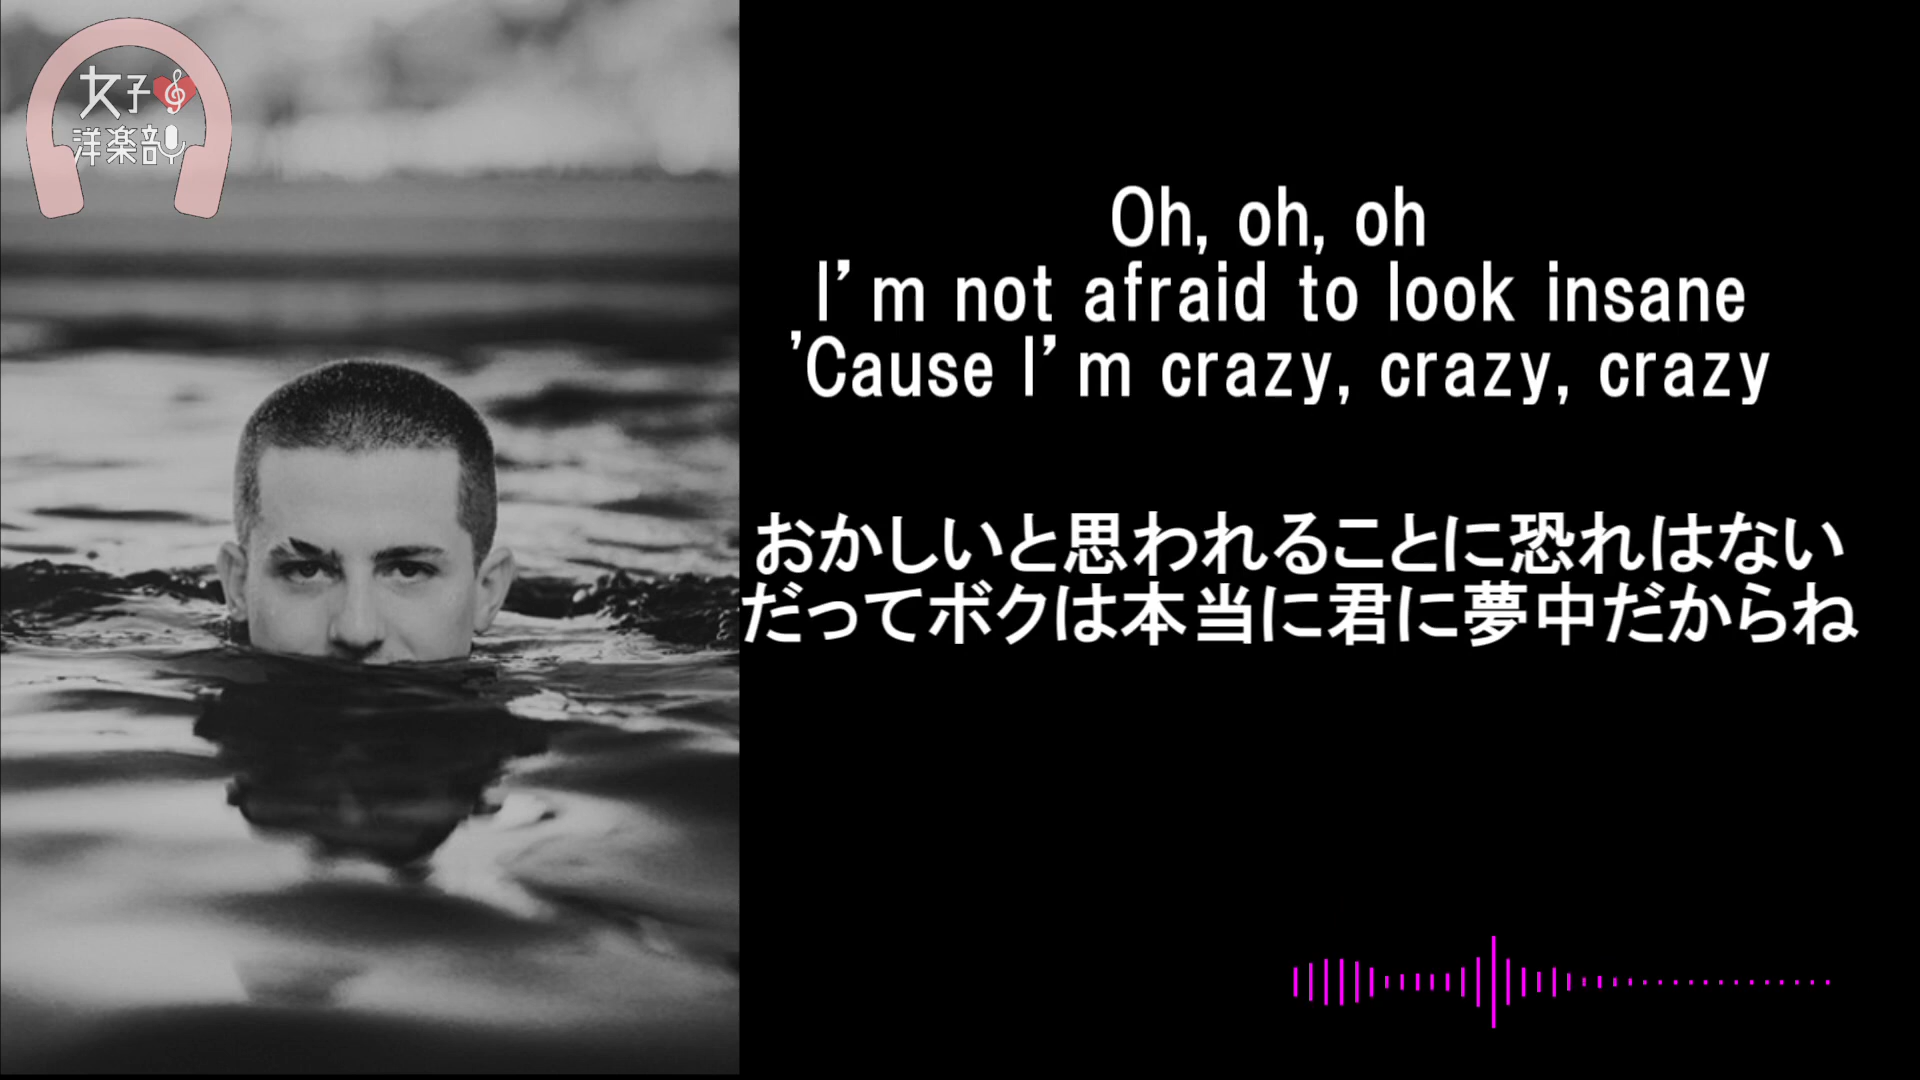 女子
洋楽部
Oh, oh, oh
I'm not afraid to look insane
'Cause I'm crazy, crazy, crazy
おかしいと思われることに恐れはない
だってボクは本当に君に夢中だからね